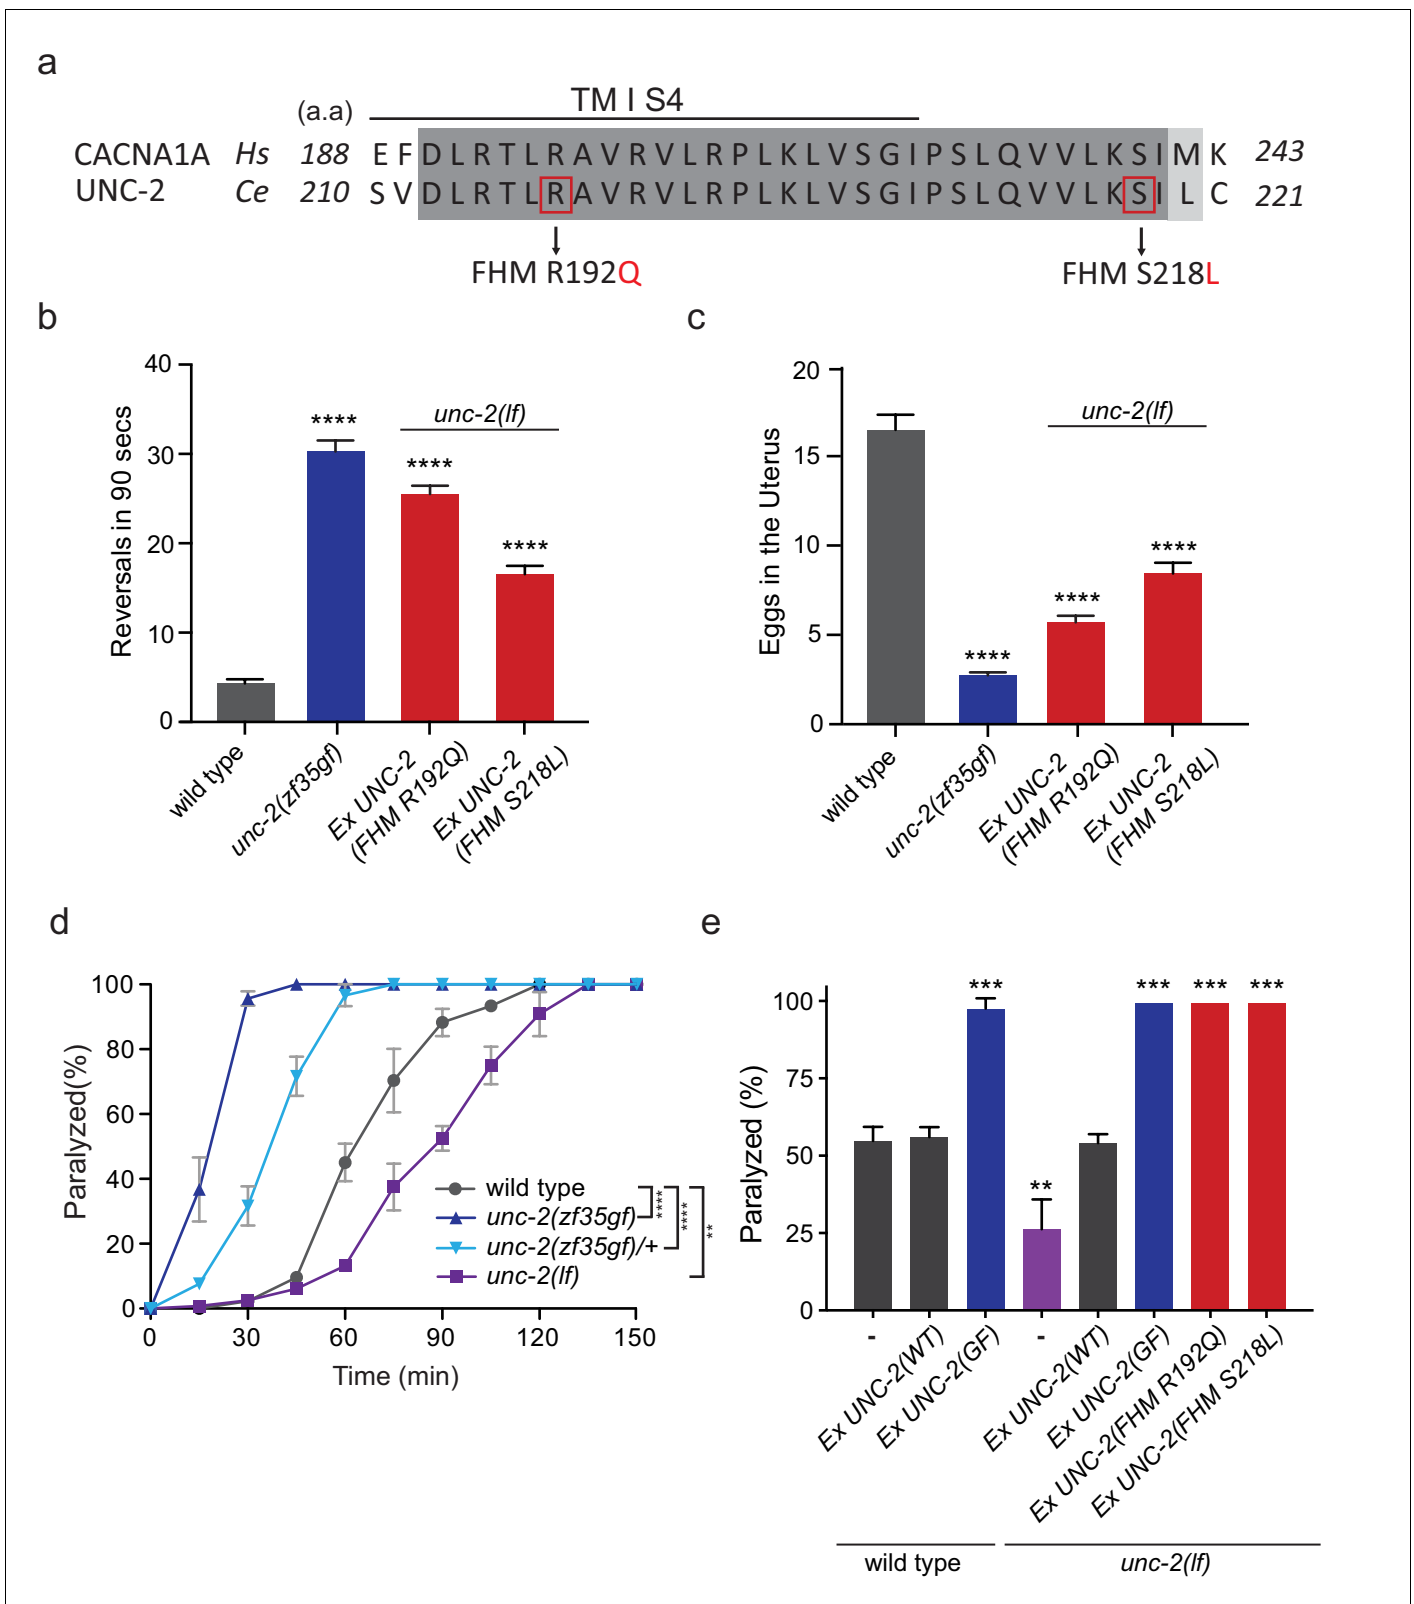 a
TM I S4
(a.a)
CACNA1A Hs 188 E F D L R T L R A V R V L R P L K L V S G I P S L Q V V L K S I M K 243
UNC-2 Ce 210 S V D L R T L R A V R V L R P L K L V S G I P S L Q V V L K S I L C 221
FHM R192Q
FHM S218L
b
Reversals in 90 secs
40
30
20
10
0
****
****
****
unc-2(lf)
wild type
unc-2(zf35gf)
Ex UNC-2
(FHM R192Q)
Ex UNC-2
(FHM S218L)
c
Eggs in the Uterus
20
15
10
5
0
****
****
****
unc-2(lf)
wild type
unc-2(zf35gf)
Ex UNC-2
(FHM R192Q)
Ex UNC-2
(FHM S218L)
d
Paralyzed(%)
100
80
60
40
20
0
0 30 60 90 120 150
Time (min)
wild type
unc-2(zf35gf)
unc-2(zf35gf)/+
unc-2(lf)
****
****
**
e
Paralyzed (%)
100
75
50
25
0
***
**
***
***
***
-
Ex UNC-2(WT)
Ex UNC-2(GF)
-
Ex UNC-2(WT)
Ex UNC-2(GF)
Ex UNC-2(FHM R192Q)
Ex UNC-2(FHM S218L)
wild type
unc-2(lf)